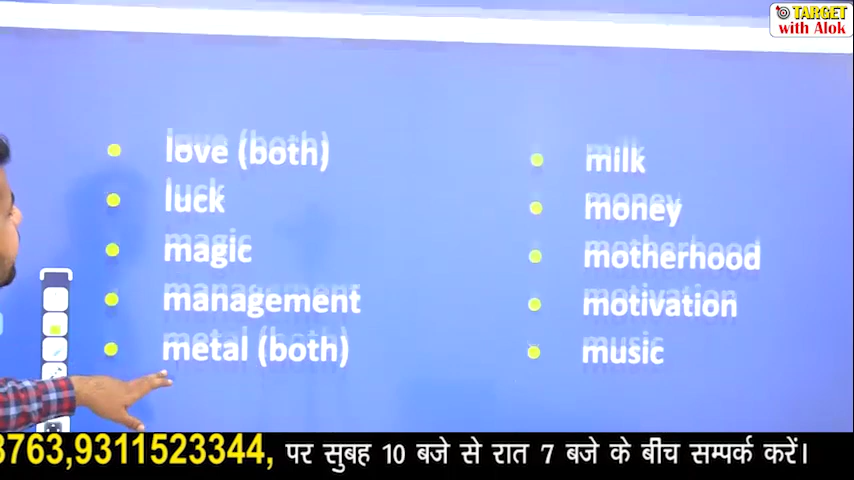 TARGET
with Alok
love (both)
luck
magic
management
metal (both)
milk
money
motherhood
motivation
music
3763,9311523344, पर सुबह 10 बजे से रात 7 बजे के बीच सम्पर्क करें।